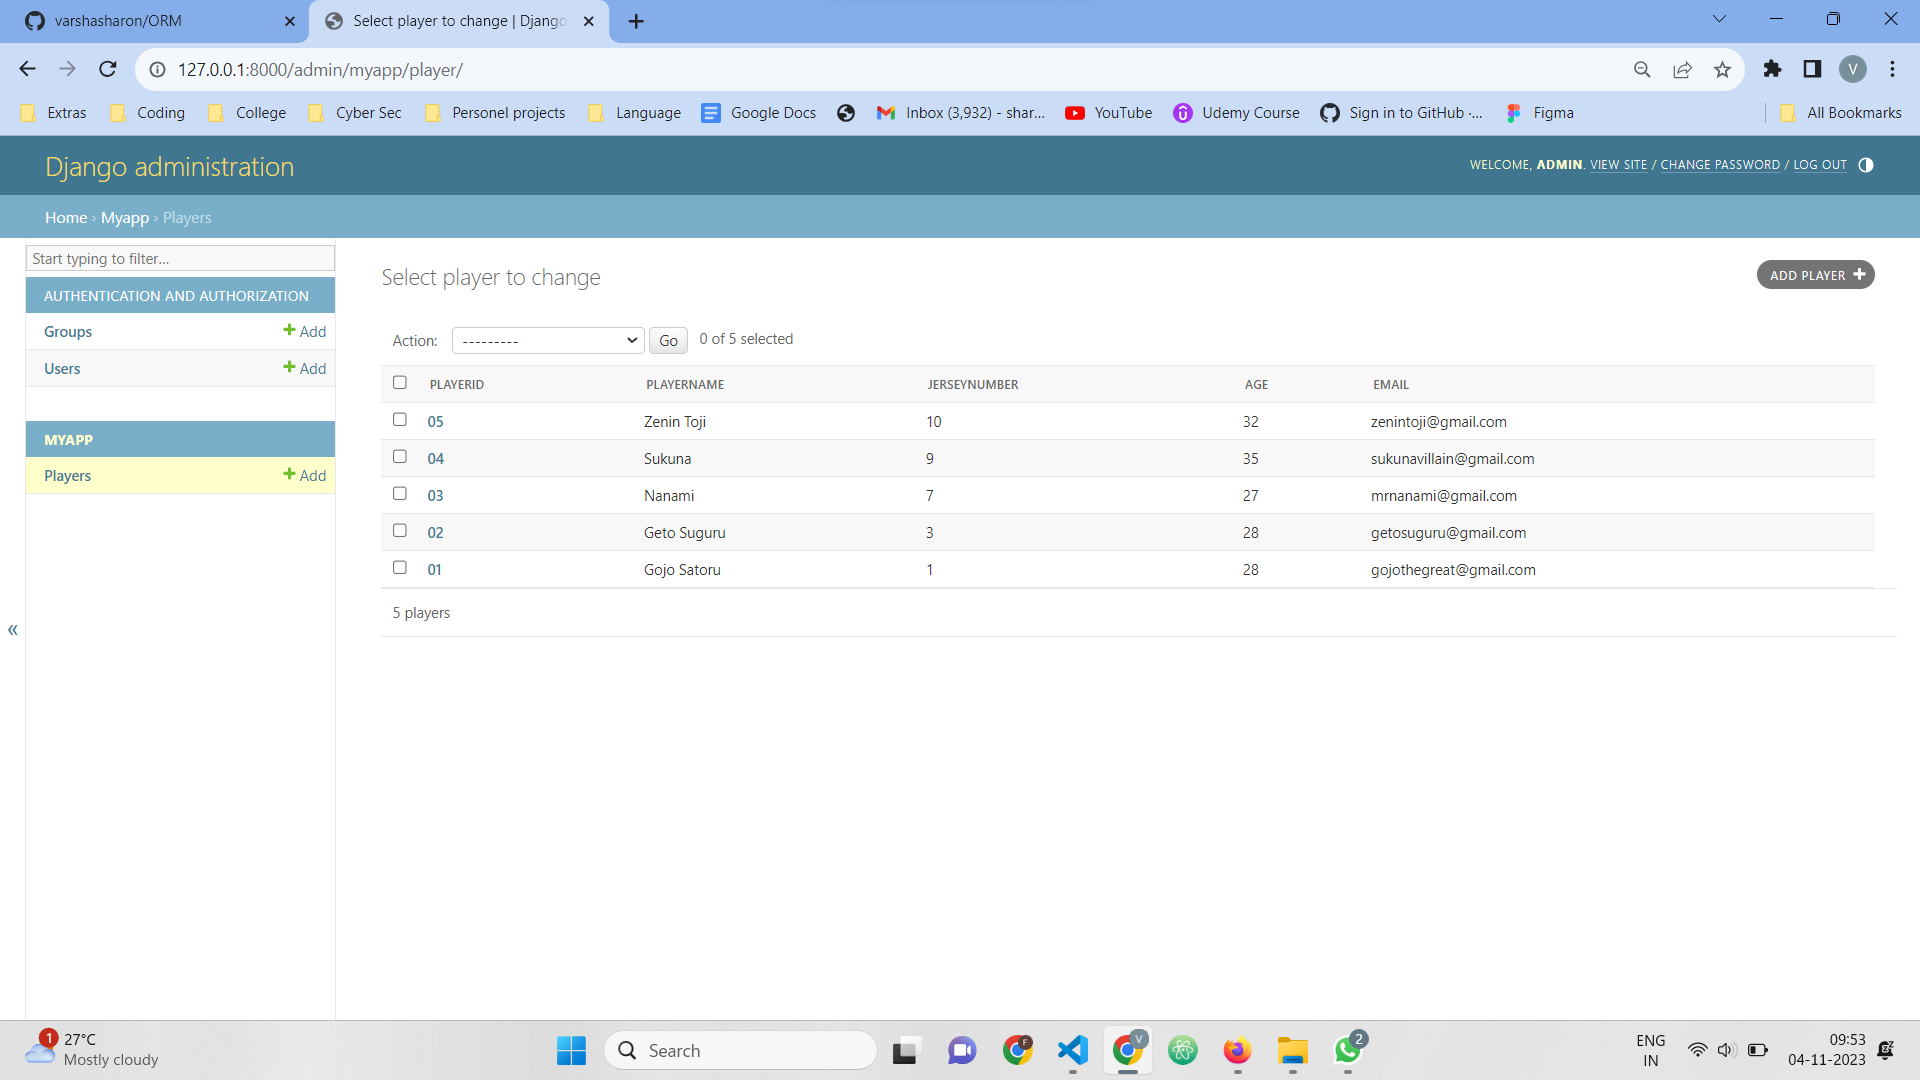 varshasharon/ORM
Select player to change | Django
127.0.0.1:8000/admin/myapp/player/
V
Extras
Coding
College
Cyber Sec
Personel projects
Language
Google Docs
Inbox (3,932) - shar...
YouTube
Udemy Course
Sign in to GitHub ·...
Figma
All Bookmarks
Django administration
WELCOME, ADMIN. VIEW SITE / CHANGE PASSWORD / LOG OUT
Home › Myapp › Players
Start typing to filter...
AUTHENTICATION AND AUTHORIZATION
Groups + Add
Users + Add
MYAPP
Players + Add
«
Select player to change
ADD PLAYER +
Action: --------- Go 0 of 5 selected
PLAYERID PLAYERNAME JERSEYNUMBER AGE EMAIL
05 Zenin Toji 10 32 zenintoji@gmail.com
04 Sukuna 9 35 sukunavillain@gmail.com
03 Nanami 7 27 mrnanami@gmail.com
02 Geto Suguru 3 28 getosuguru@gmail.com
01 Gojo Satoru 1 28 gojothegreat@gmail.com
5 players
1
27°C
Mostly cloudy
Search
F
V
2
ENG
IN
09:53
04-11-2023